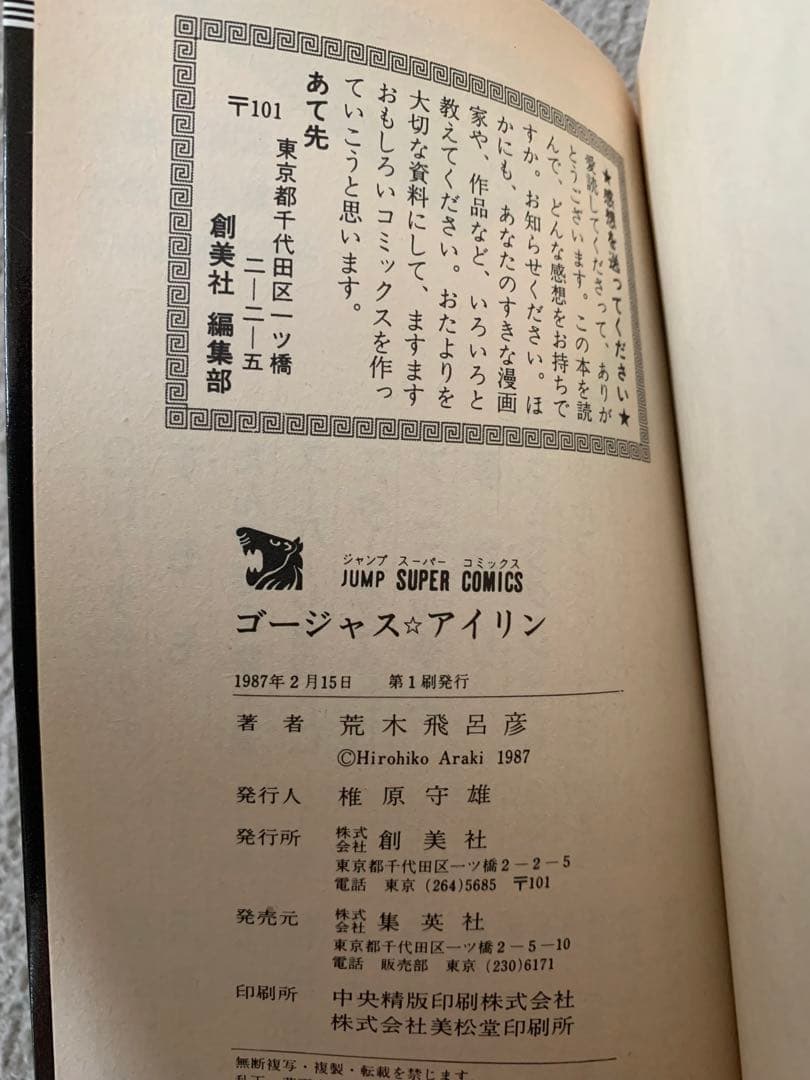 ★感想を送ってください★
愛読してくださって、ありが
とうございます。この本を読
んで、どんな感想をお持ちで
すか。お知らせください。ほ
かにも、あなたのすきな漫画
家や、作品など、いろいろと
教えてください。おたよりを
大切な資料にして、ますます
おもしろいコミックスを作っ
ていこうと思います。
あて先
〒101 東京都千代田区一ツ橋
二―二―五
創美社 編集部
ジャンプ スーパー コミックス
JUMP SUPER COMICS
ゴージャス☆アイリン
1987年2月15日 第1刷発行
著者 荒木飛呂彦
©Hirohiko Araki 1987
発行人 椎原守雄
発行所 株式会社 創美社
東京都千代田区一ツ橋2-2-5
電話 東京 (264)5685 〒101
発売元 株式会社 集英社
東京都千代田区一ツ橋2-5-10
電話 販売部 東京 (230)6171
印刷所 中央精版印刷株式会社
株式会社美松堂印刷所
無断複写・複製・転載を禁じます